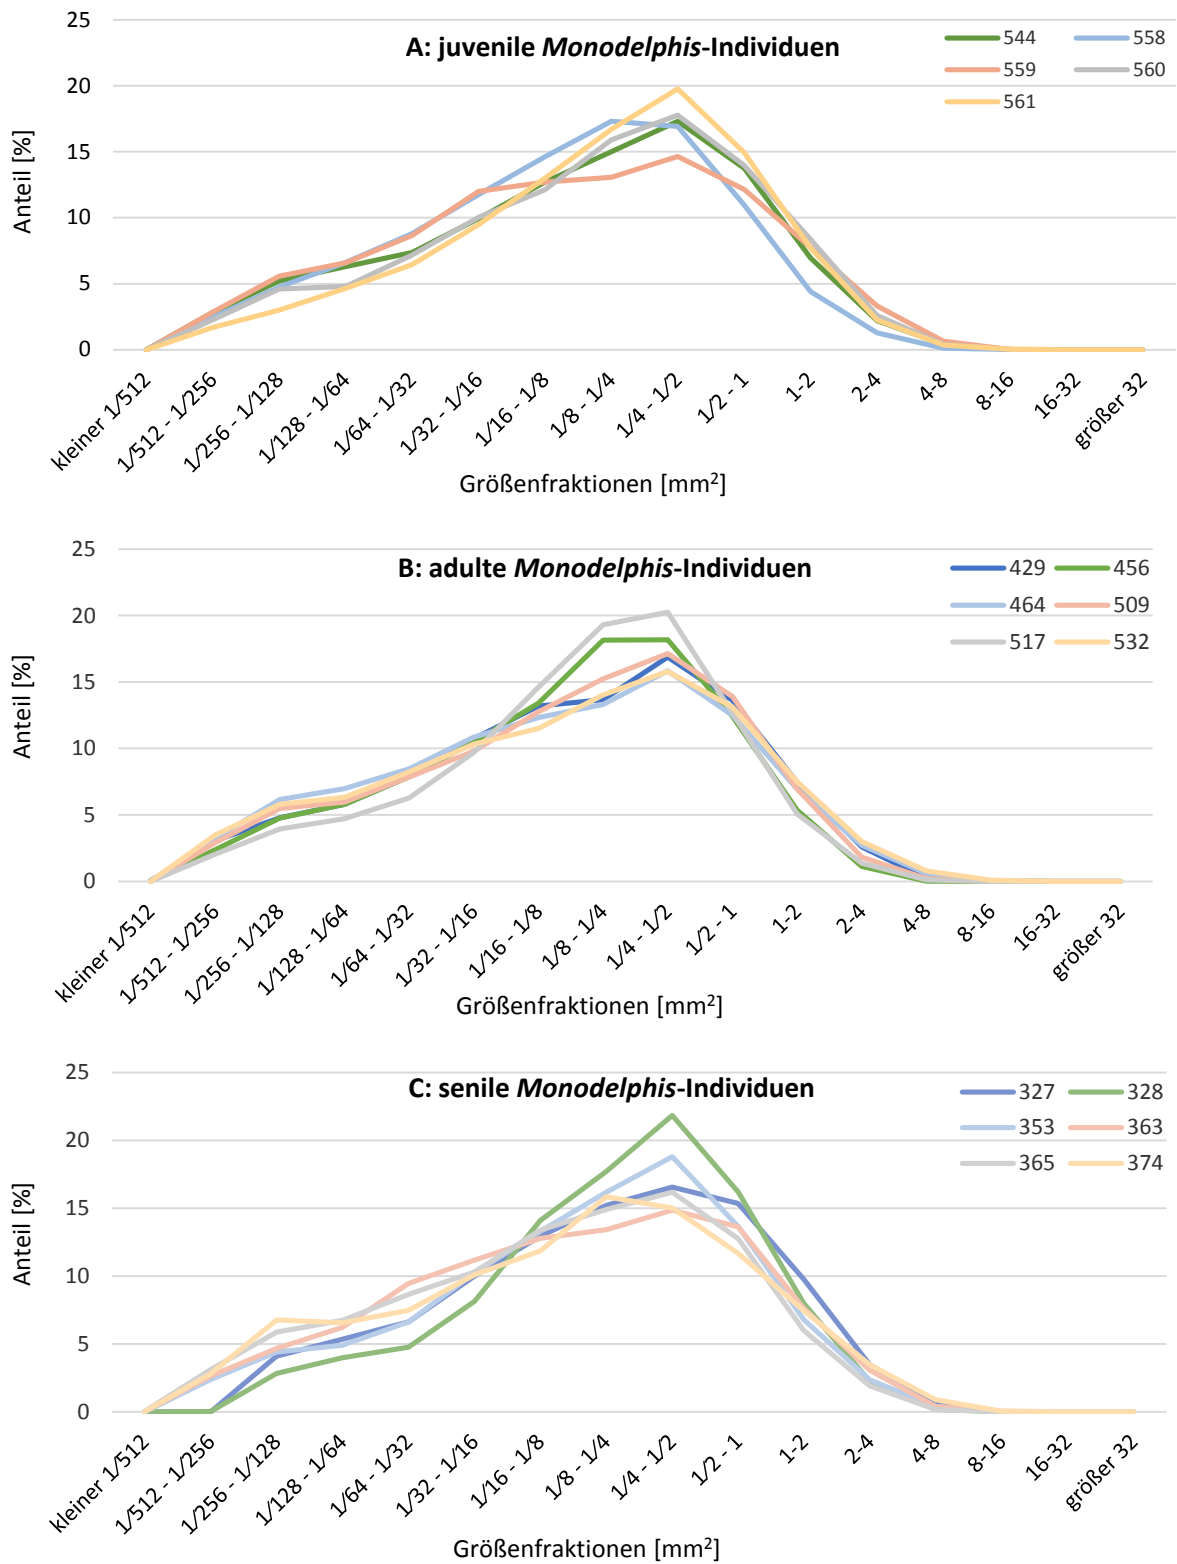 A: juvenile Monodelphis-Individuen
544 558
559 560
561
Anteil [%]
25
20
15
10
5
0
kleiner 1/512
1/512 - 1/256
1/256 - 1/128
1/128 - 1/64
1/64 - 1/32
1/32 - 1/16
1/16 - 1/8
1/8 - 1/4
1/4 - 1/2
1/2 - 1
1-2
2-4
4-8
8-16
16-32
größer 32
Größenfraktionen [mm²]
B: adulte Monodelphis-Individuen
429 456
464 509
517 532
Anteil [%]
25
20
15
10
5
0
kleiner 1/512
1/512 - 1/256
1/256 - 1/128
1/128 - 1/64
1/64 - 1/32
1/32 - 1/16
1/16 - 1/8
1/8 - 1/4
1/4 - 1/2
1/2 - 1
1-2
2-4
4-8
8-16
16-32
größer 32
Größenfraktionen [mm²]
C: senile Monodelphis-Individuen
327 328
353 363
365 374
Anteil [%]
25
20
15
10
5
0
kleiner 1/512
1/512 - 1/256
1/256 - 1/128
1/128 - 1/64
1/64 - 1/32
1/32 - 1/16
1/16 - 1/8
1/8 - 1/4
1/4 - 1/2
1/2 - 1
1-2
2-4
4-8
8-16
16-32
größer 32
Größenfraktionen [mm²]